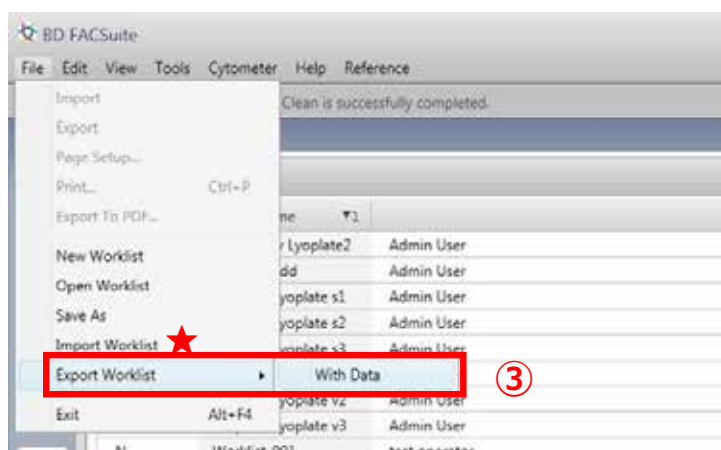 BD FACSuite
File Edit View Tools Cytometer Help Reference
Import
Clean is successfully completed.
Export
Page Setup...
Print... Ctrl+P
Export To PDF...
me ▼1
New Worklist
Lyoplate2 Admin User
Open Worklist
dd Admin User
yoplate s1 Admin User
Save As
yoplate s2 Admin User
Import Worklist ★
yoplate s3 Admin User
Export Worklist ▸ With Data ③
yoplate v2 Admin User
Exit Alt+F4
yoplate v3 Admin User